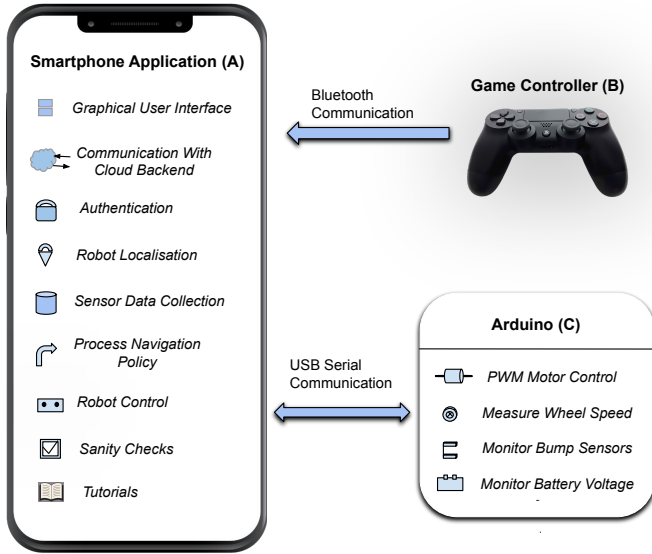 Smartphone Application (A)
Graphical User Interface
Communication With
Cloud Backend
Authentication
Robot Localisation
Sensor Data Collection
Process Navigation
Policy
Robot Control
Sanity Checks
Tutorials
Bluetooth
Communication
Game Controller (B)
USB Serial
Communication
Arduino (C)
PWM Motor Control
Measure Wheel Speed
Monitor Bump Sensors
Monitor Battery Voltage